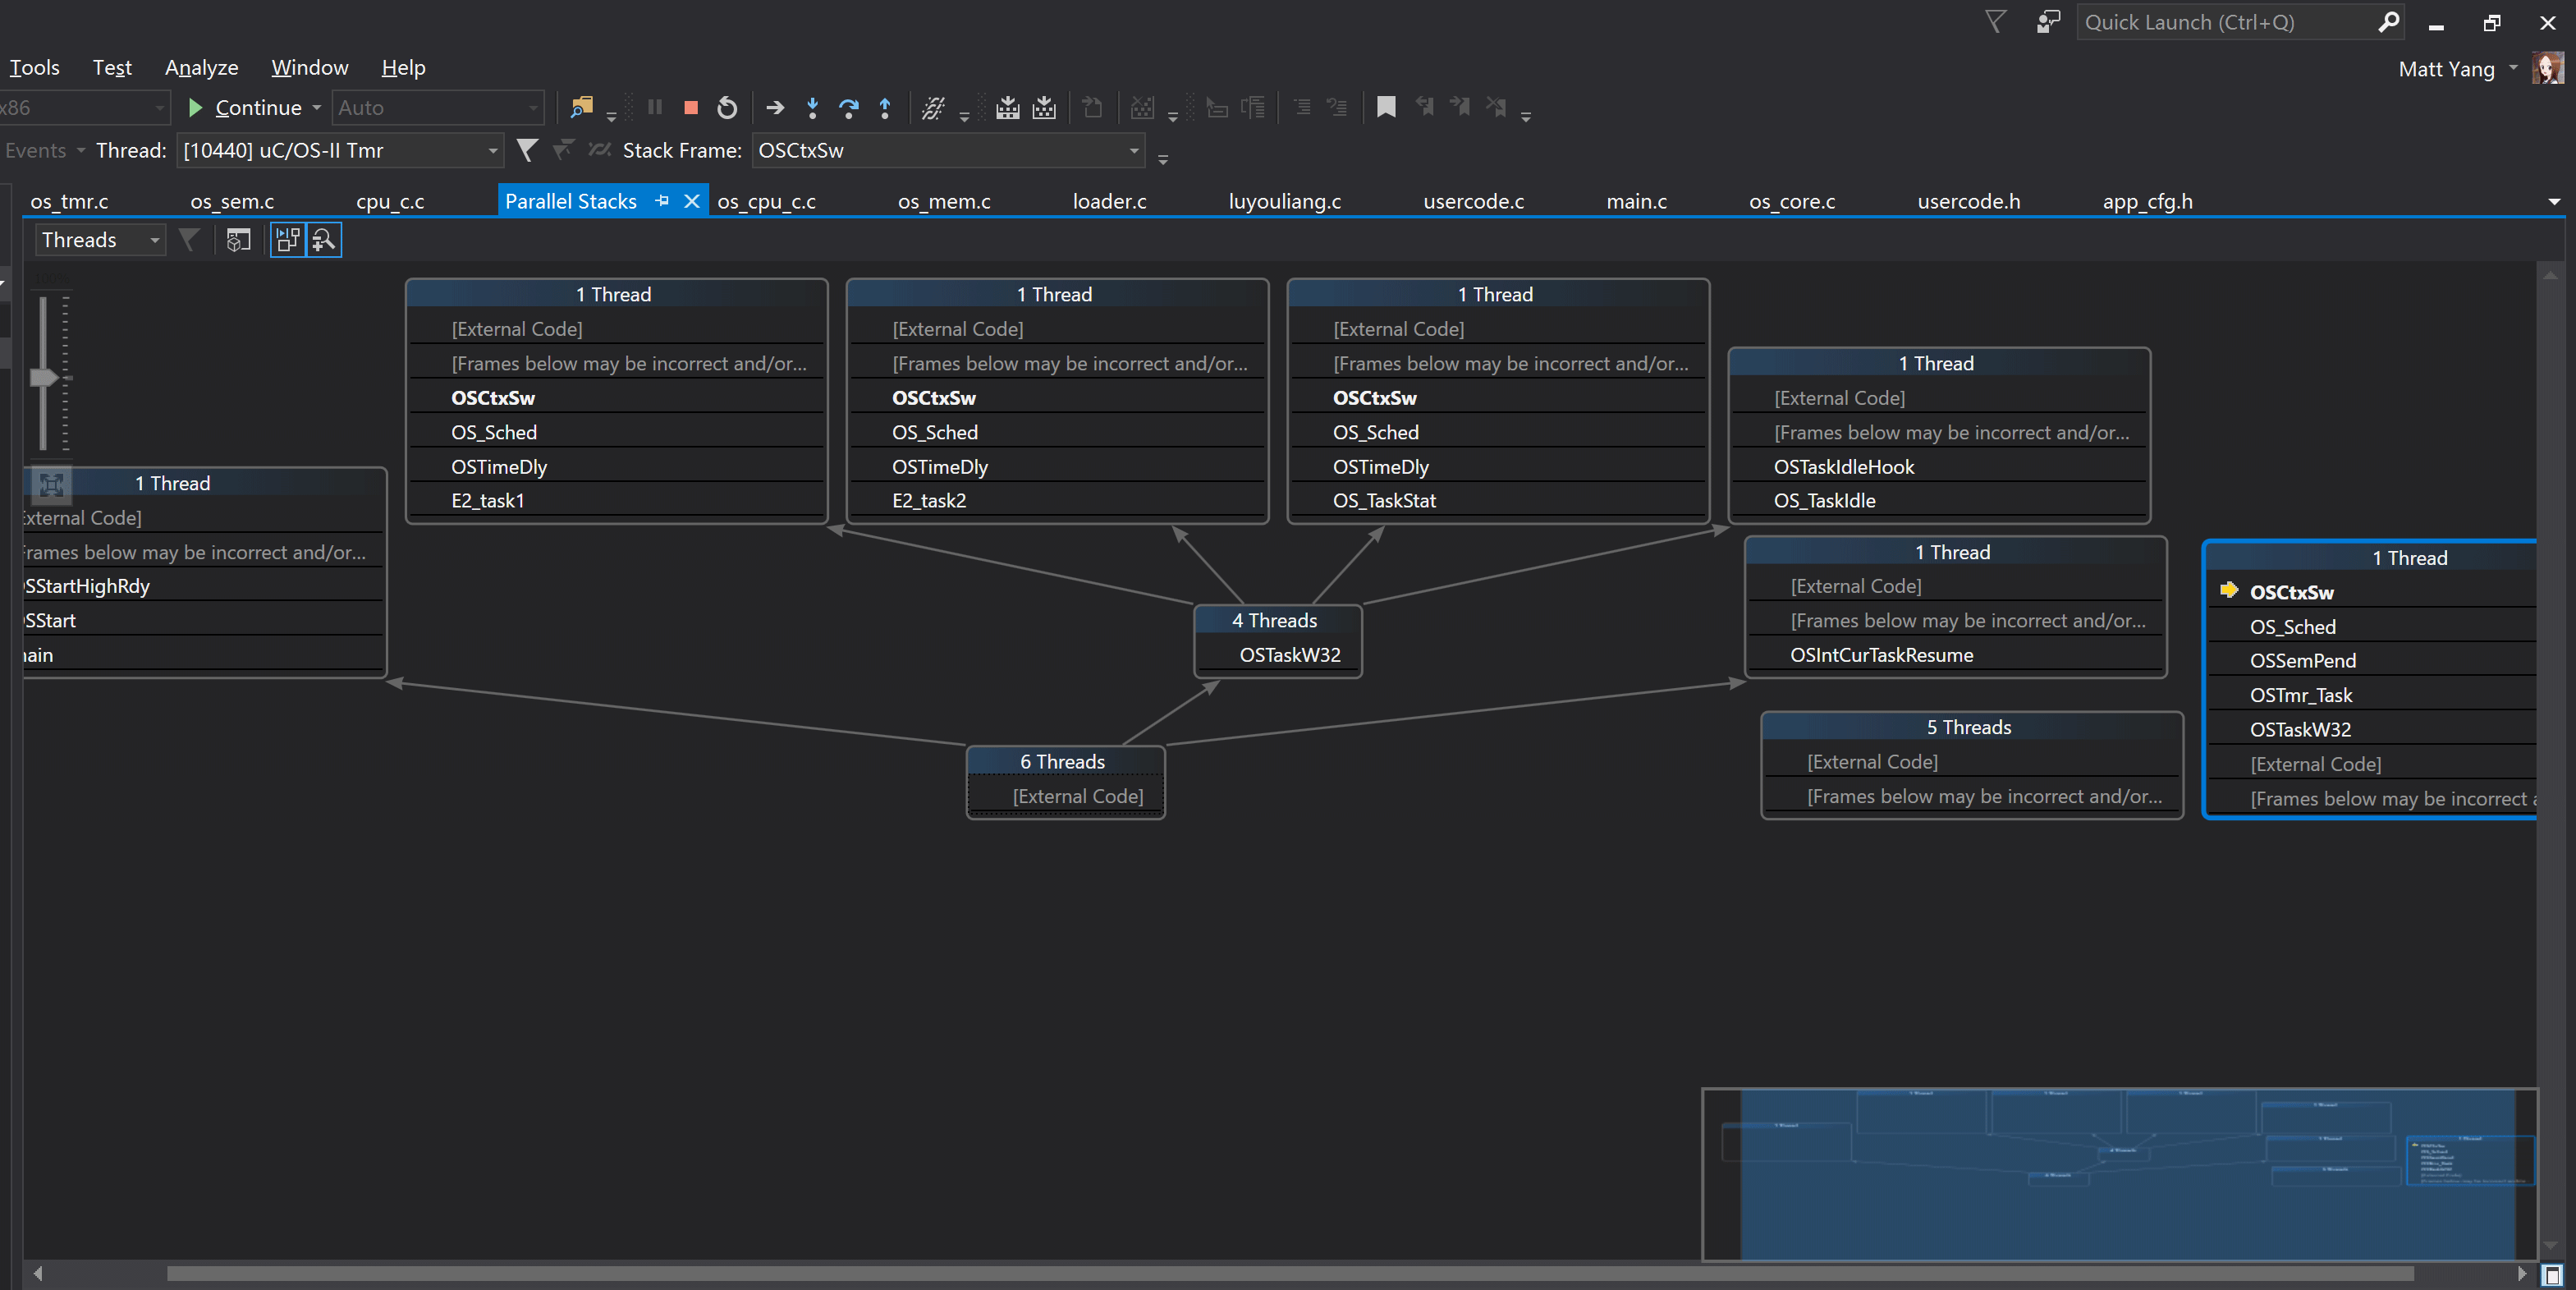 Quick Launch (Ctrl+Q)
Tools Test Analyze Window Help
Matt Yang
x86 Continue Auto
Events Thread: [10440] uC/OS-II Tmr Stack Frame: OSCtxSw
os_tmr.c os_sem.c cpu_c.c Parallel Stacks os_cpu_c.c os_mem.c loader.c luyouliang.c usercode.c main.c os_core.c usercode.h app_cfg.h
Threads
1 Thread
[External Code]
[Frames below may be incorrect and/or...
OSCtxSw
OS_Sched
OSTimeDly
E2_task1
1 Thread
[External Code]
[Frames below may be incorrect and/or...
OSCtxSw
OS_Sched
OSTimeDly
E2_task2
1 Thread
[External Code]
[Frames below may be incorrect and/or...
OSCtxSw
OS_Sched
OSTimeDly
OS_TaskStat
1 Thread
[External Code]
[Frames below may be incorrect and/or...
OSTaskIdleHook
OS_TaskIdle
1 Thread
External Code]
Frames below may be incorrect and/or...
OSStartHighRdy
OSStart
ain
4 Threads
OSTaskW32
1 Thread
[External Code]
[Frames below may be incorrect and/or...
OSIntCurTaskResume
1 Thread
OSCtxSw
OS_Sched
OSSemPend
OSTmr_Task
OSTaskW32
[External Code]
[Frames below may be incorrect a
6 Threads
[External Code]
5 Threads
[External Code]
[Frames below may be incorrect and/or...